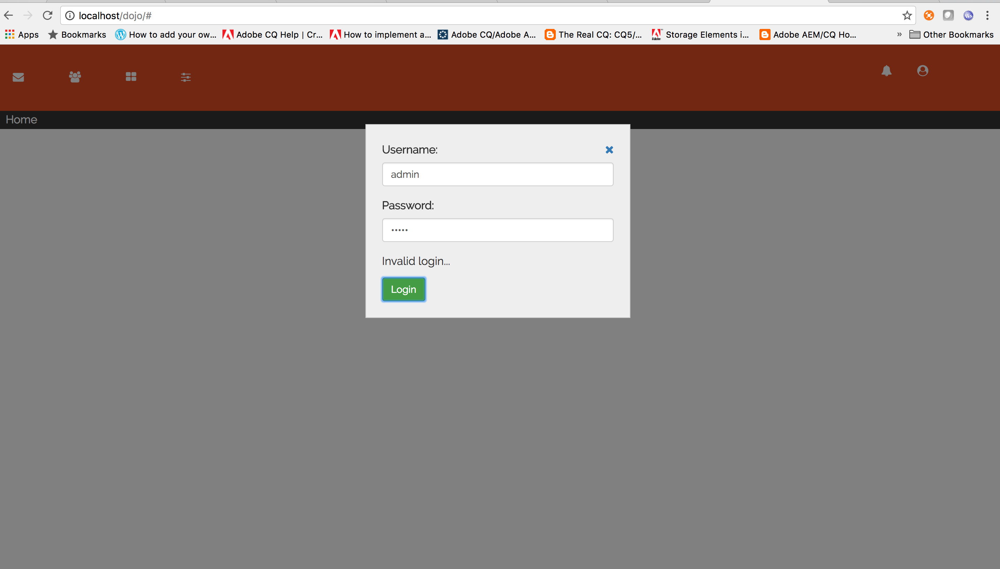 localhost/dojo/#
Apps Bookmarks How to add your ow... Adobe CQ Help | Cr... How to implement a... Adobe CQ/Adobe A... The Real CQ: CQ5/... Storage Elements i... Adobe AEM/CQ Ho... » Other Bookmarks
Home
Username:
admin
Password:
•••••
Invalid login...
Login